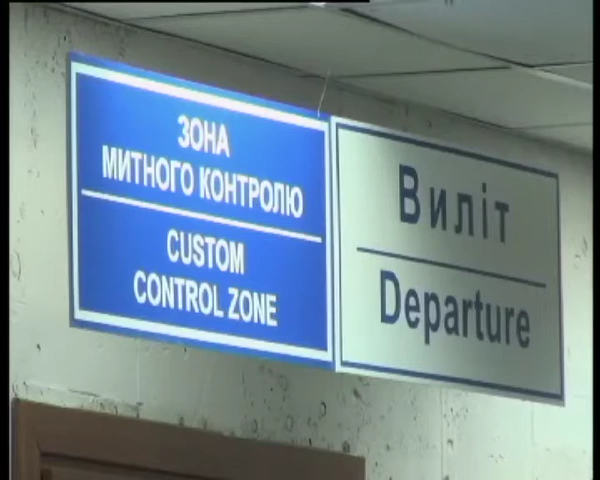 ЗОНА
МИТНОГО КОНТРОЛЮ
CUSTOM
CONTROL ZONE
Виліт
Departure